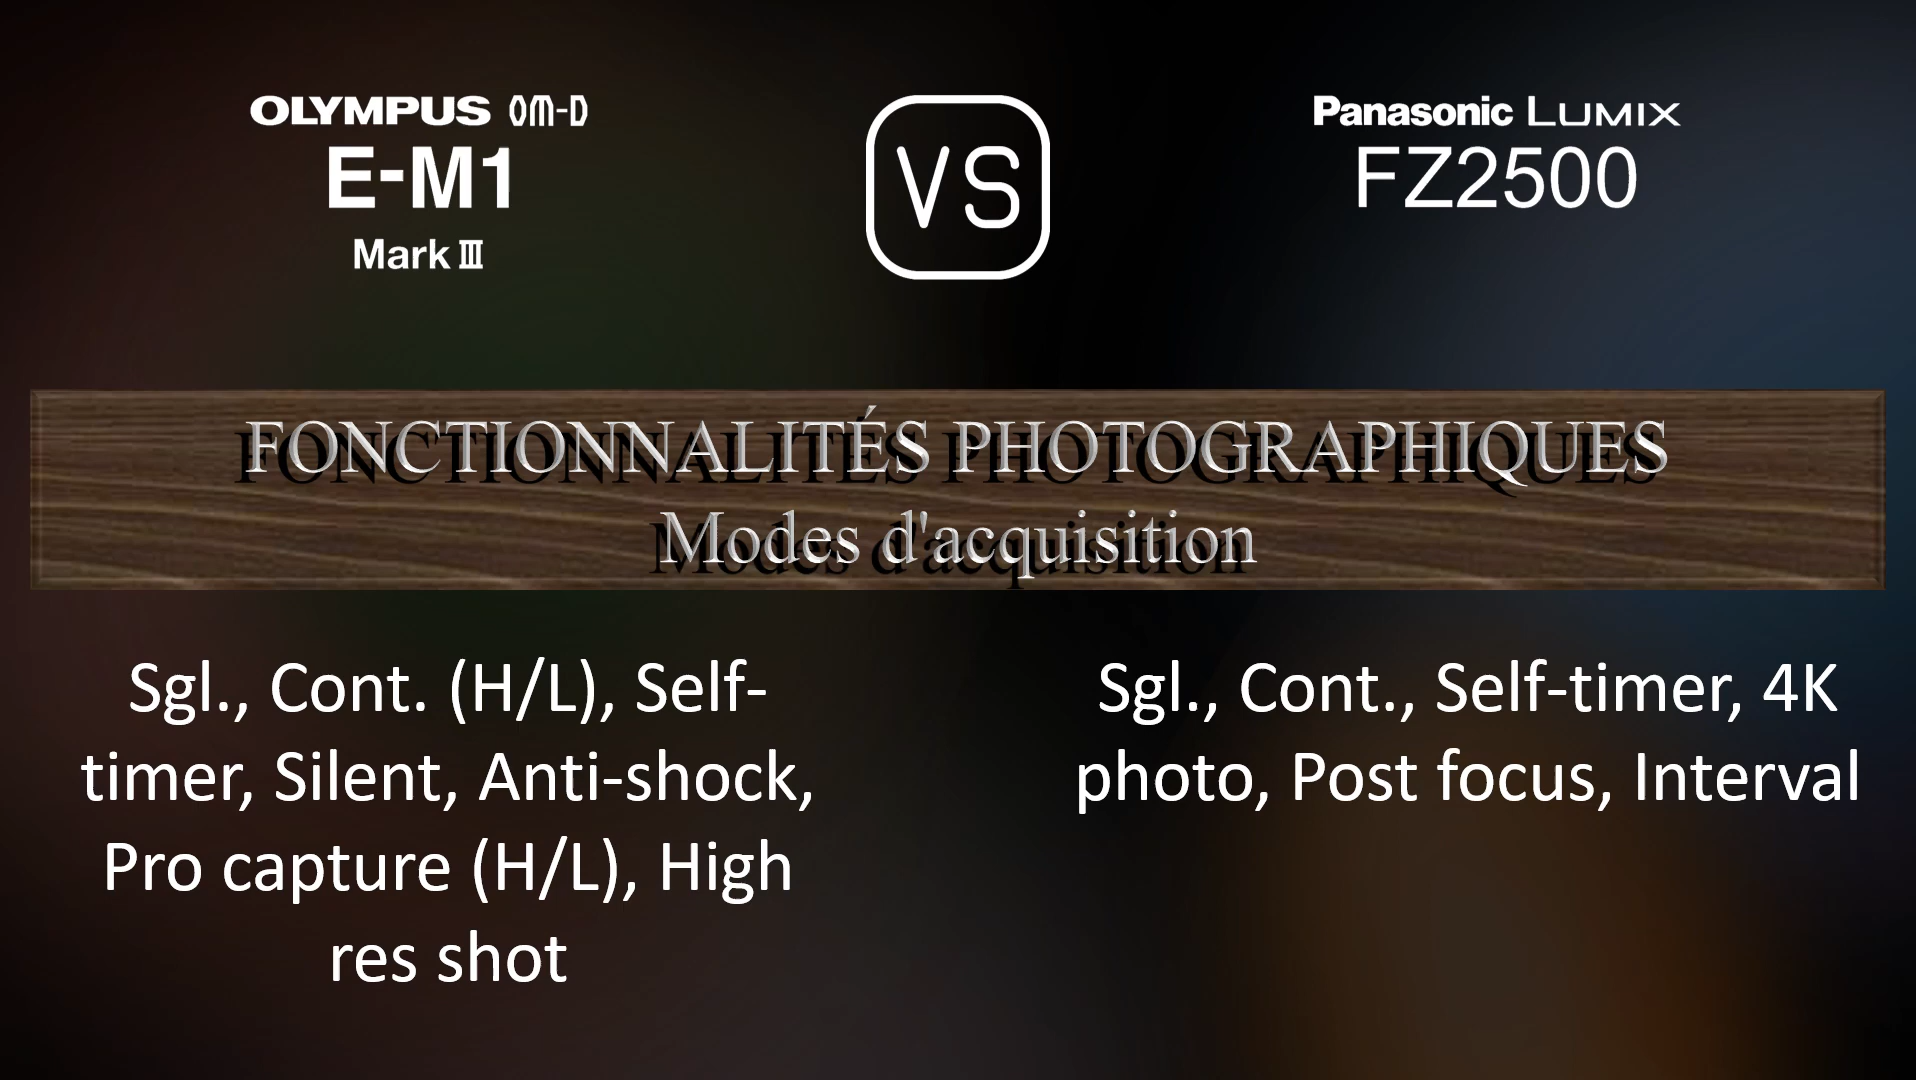 OLYMPUS OM-D
E-M1
Mark III
VS
Panasonic LUMIX
FZ2500
FONCTIONNALITÉS PHOTOGRAPHIQUES
Modes d'acquisition
Sgl., Cont. (H/L), Self-
timer, Silent, Anti-shock,
Pro capture (H/L), High
res shot
Sgl., Cont., Self-timer, 4K
photo, Post focus, Interval